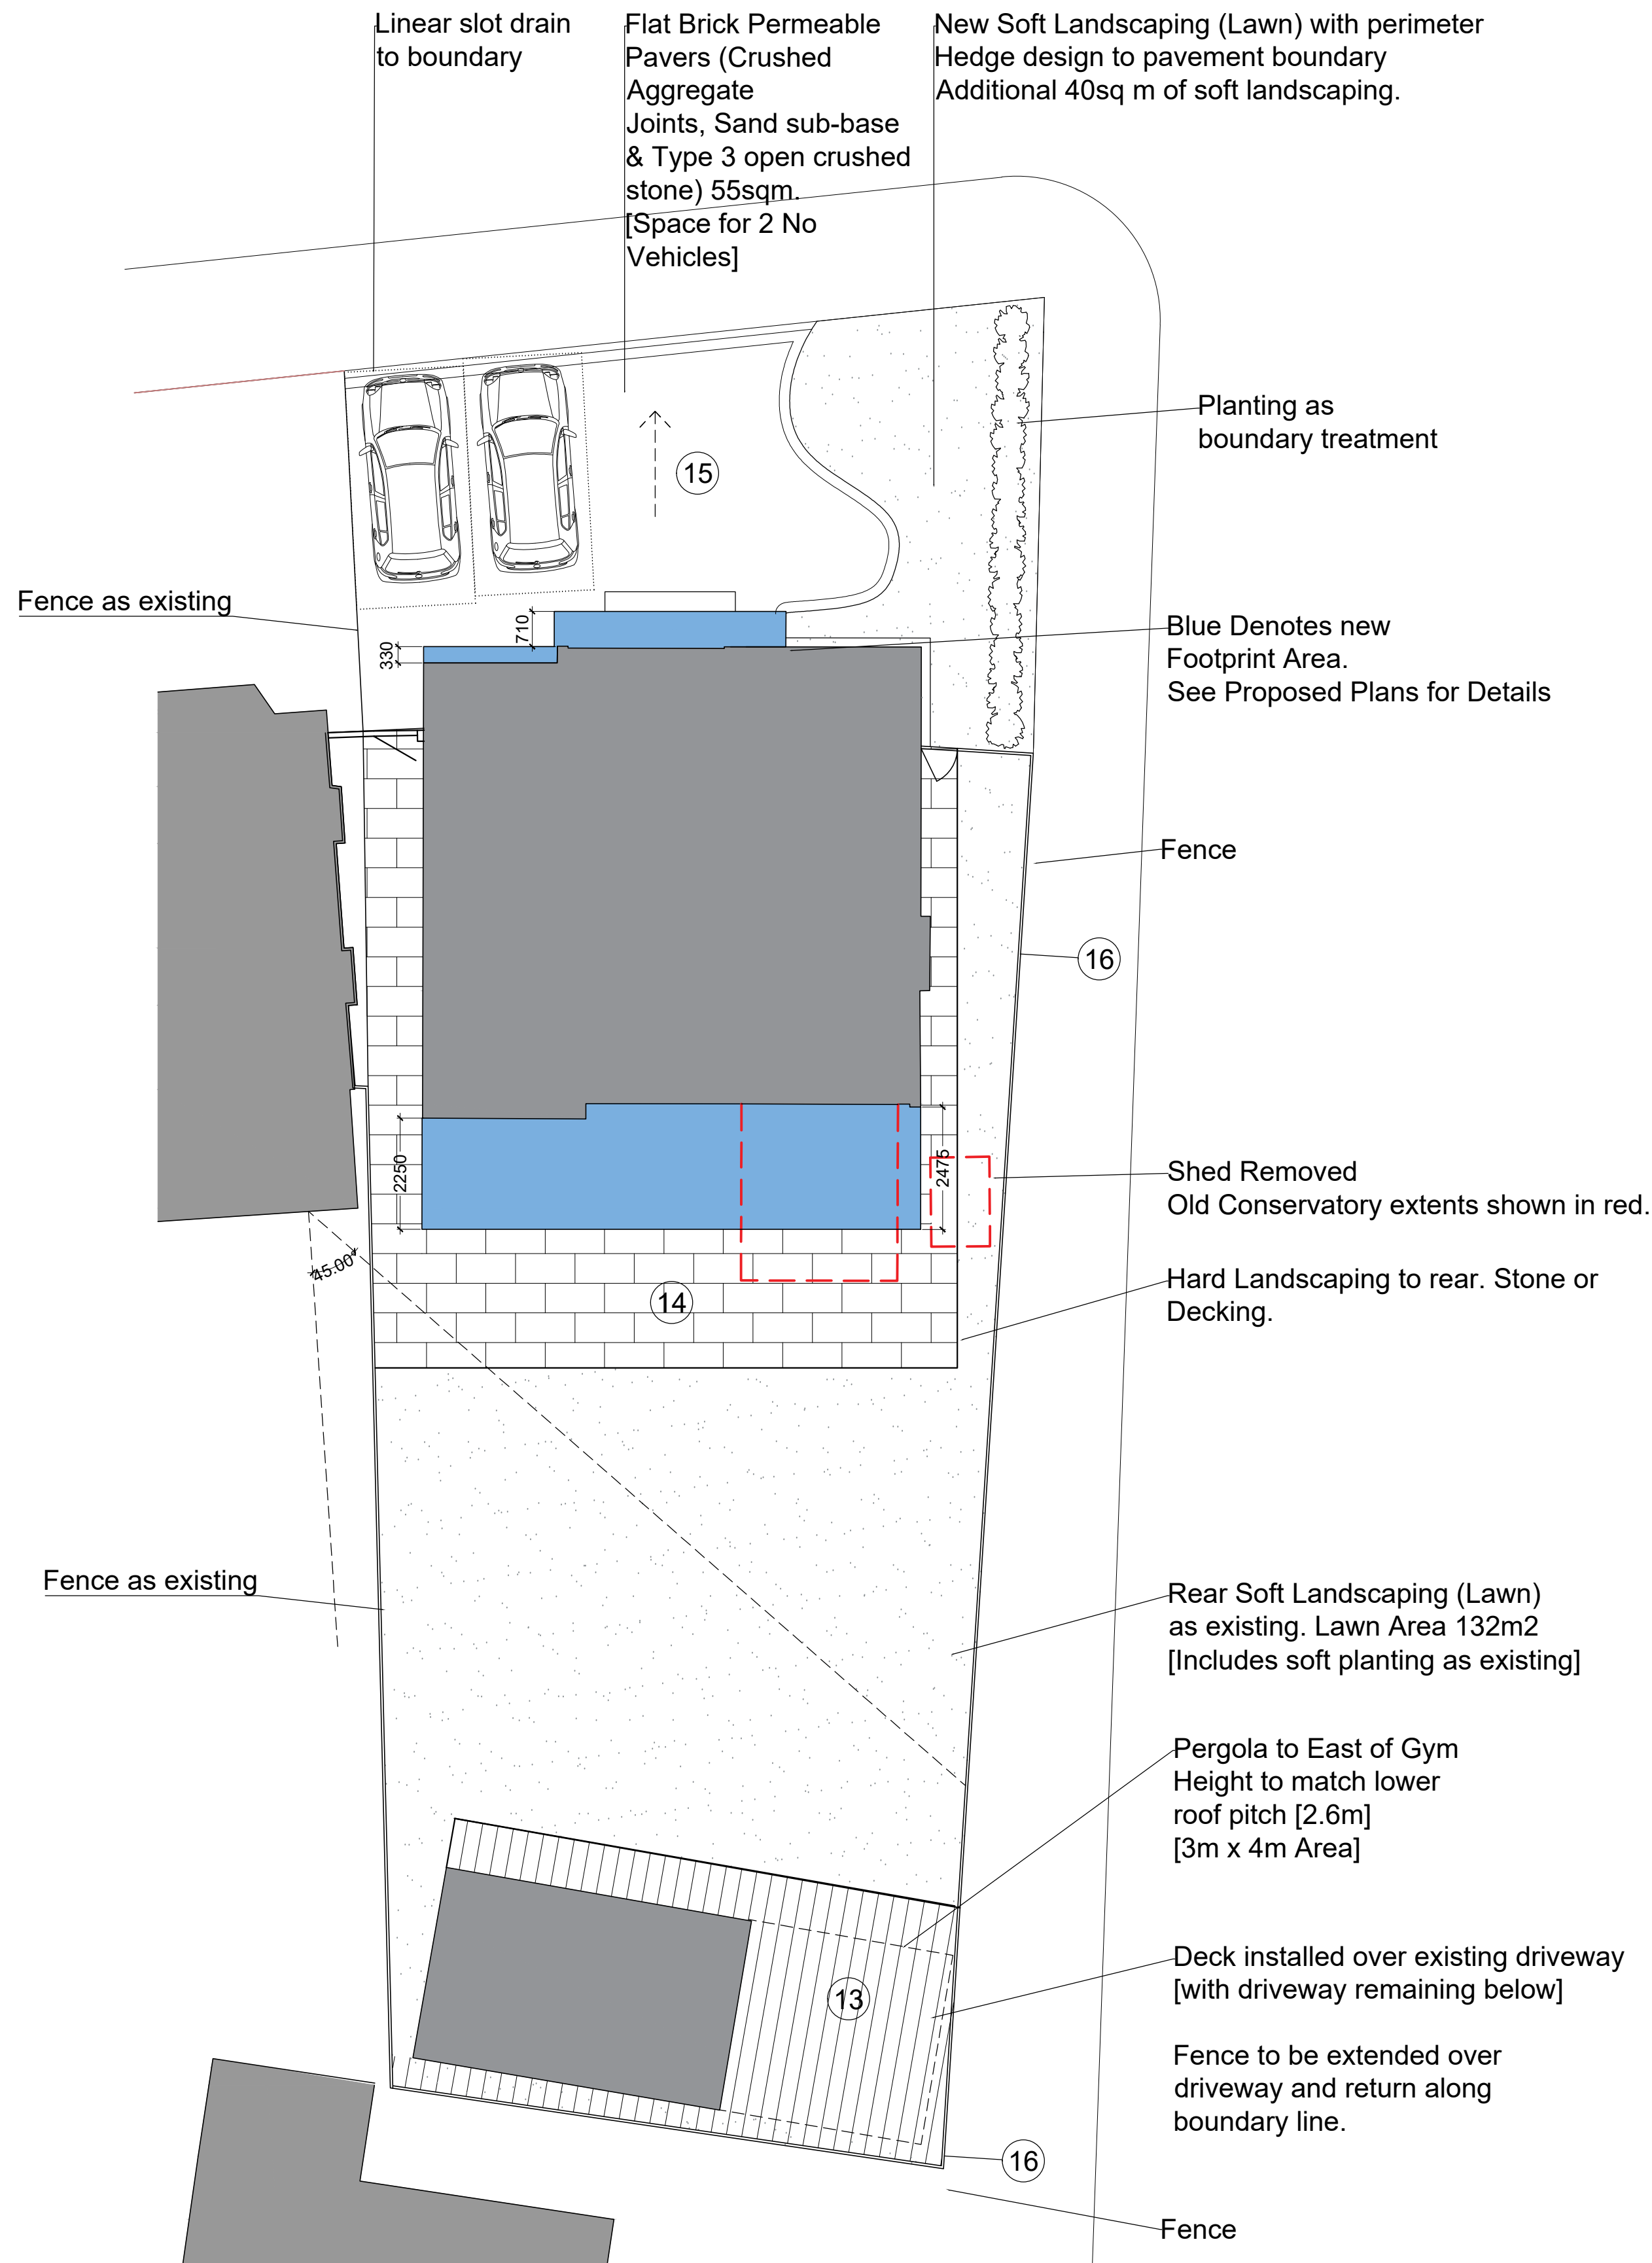 Linear slot drain
to boundary
Flat Brick Permeable
Pavers (Crushed
Aggregate
Joints, Sand sub-base
& Type 3 open crushed
stone) 55sqm.
[Space for 2 No
Vehicles]
New Soft Landscaping (Lawn) with perimeter
Hedge design to pavement boundary
Additional 40sq m of soft landscaping.
Planting as
boundary treatment
15
Fence as existing
710
330
Blue Denotes new
Footprint Area.
See Proposed Plans for Details
Fence
16
2250
2475
Shed Removed
Old Conservatory extents shown in red.
45.00°
14
Hard Landscaping to rear. Stone or
Decking.
Fence as existing
Rear Soft Landscaping (Lawn)
as existing. Lawn Area 132m2
[Includes soft planting as existing]
Pergola to East of Gym
Height to match lower
roof pitch [2.6m]
[3m x 4m Area]
13
Deck installed over existing driveway
[with driveway remaining below]
Fence to be extended over
driveway and return along
boundary line.
16
Fence